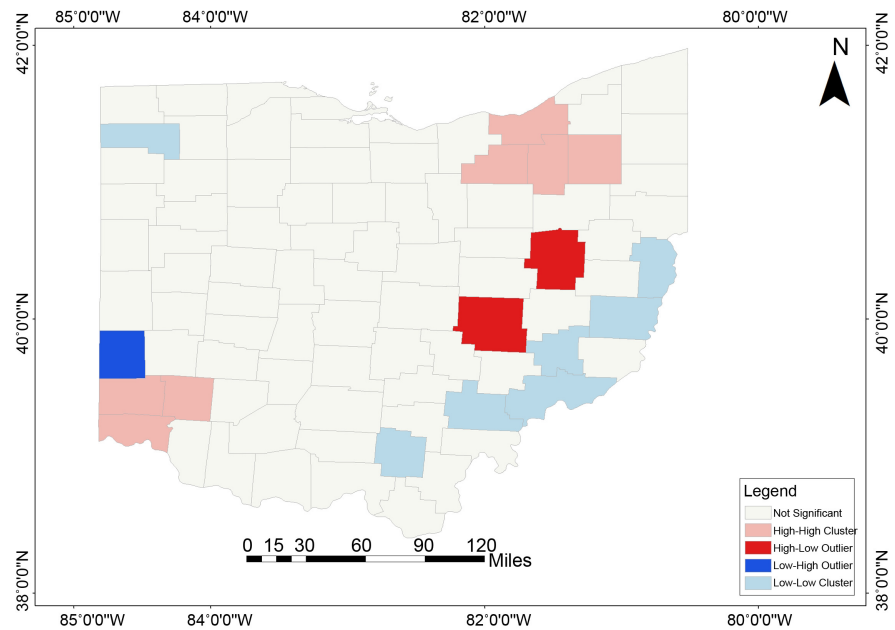 85°0'0"W 84°0'0"W 82°0'0"W 80°0'0"W
42°0'0"N 42°0'0"N
N
40°0'0"N 40°0'0"N
Legend
Not Significant
High-High Cluster
High-Low Outlier
Low-High Outlier
Low-Low Cluster
0 15 30 60 90 120
Miles
38°0'0"N 38°0'0"N
85°0'0"W 84°0'0"W 82°0'0"W 80°0'0"W